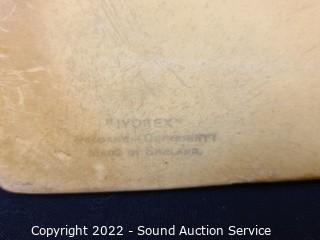 "IVOREX"
MADE IN ENGLAND.
Copyright 2022 - Sound Auction Service